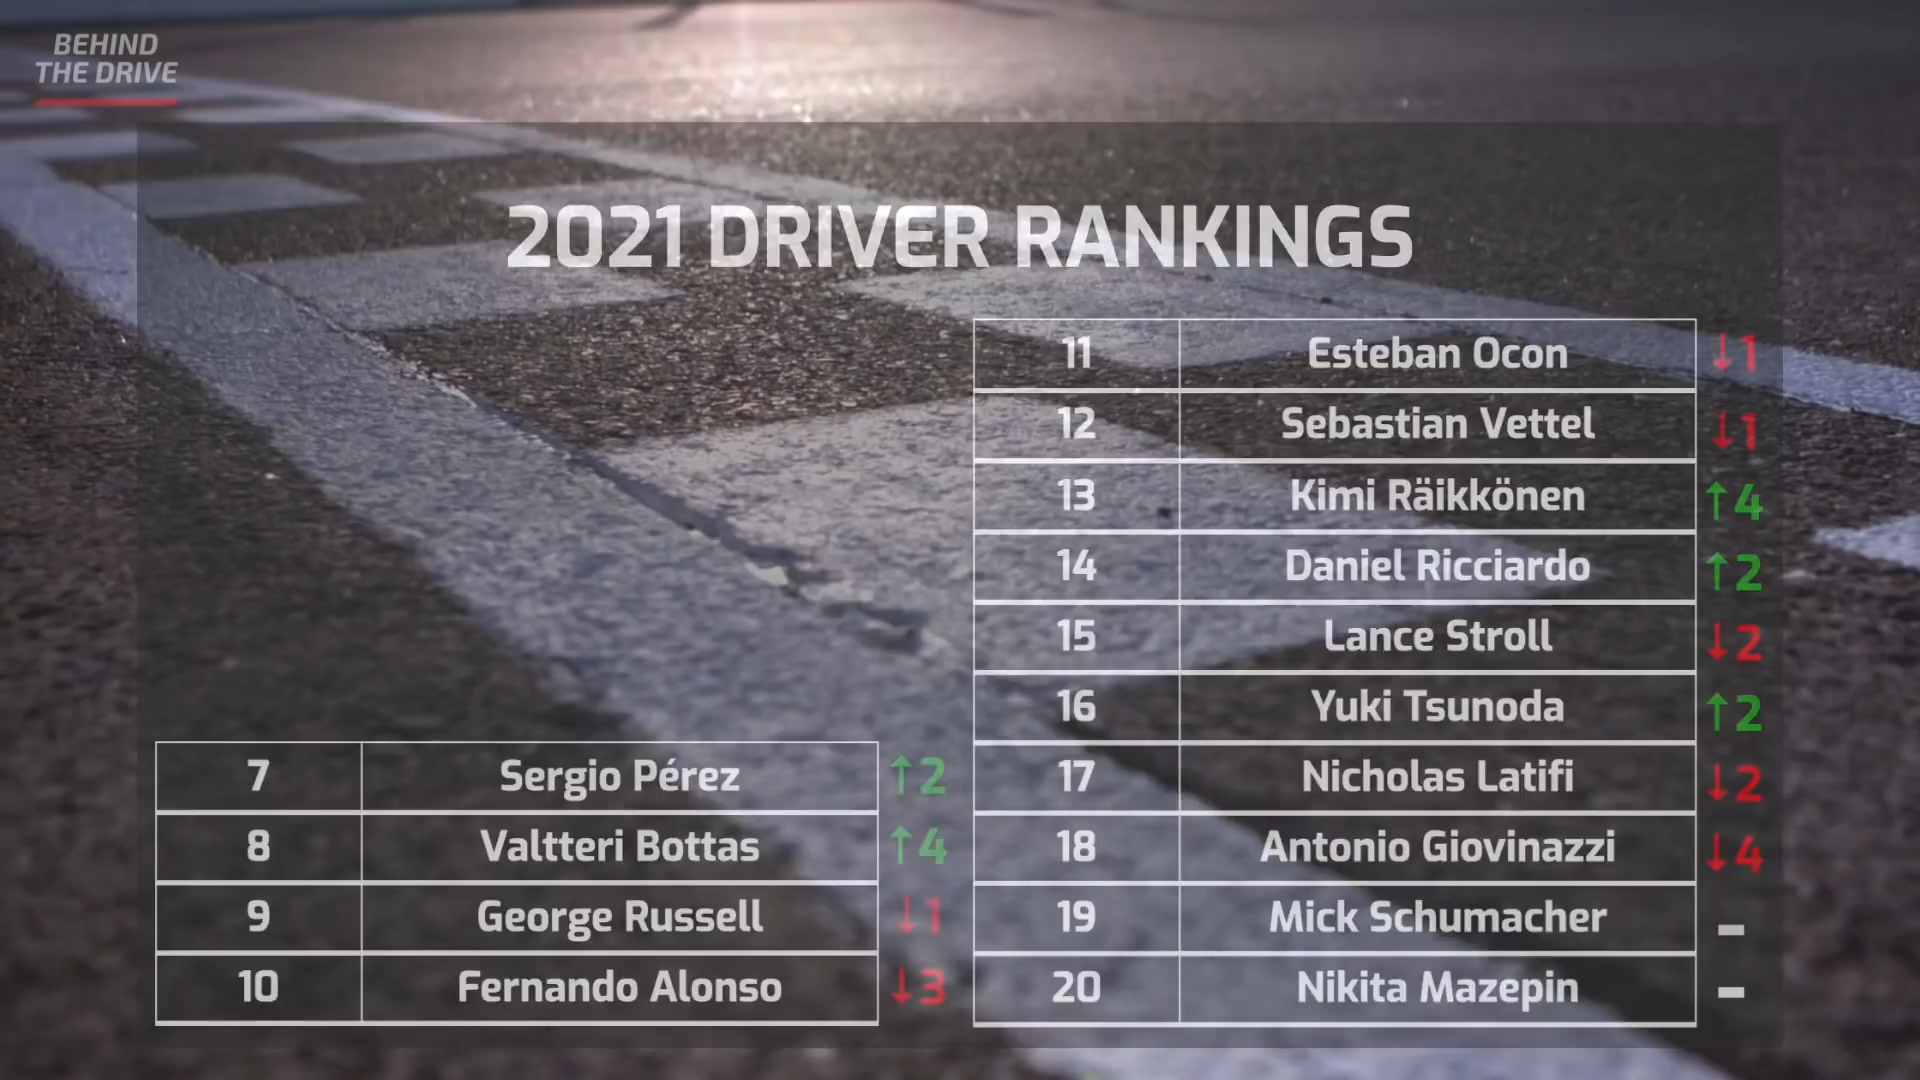 BEHIND
THE DRIVE
2021 DRIVER RANKINGS
7 Sergio Pérez ↑2
8 Valtteri Bottas ↑4
9 George Russell ↓1
10 Fernando Alonso ↓3
11 Esteban Ocon ↓1
12 Sebastian Vettel ↓1
13 Kimi Räikkönen ↑4
14 Daniel Ricciardo ↑2
15 Lance Stroll ↓2
16 Yuki Tsunoda ↑2
17 Nicholas Latifi ↓2
18 Antonio Giovinazzi ↓4
19 Mick Schumacher -
20 Nikita Mazepin -